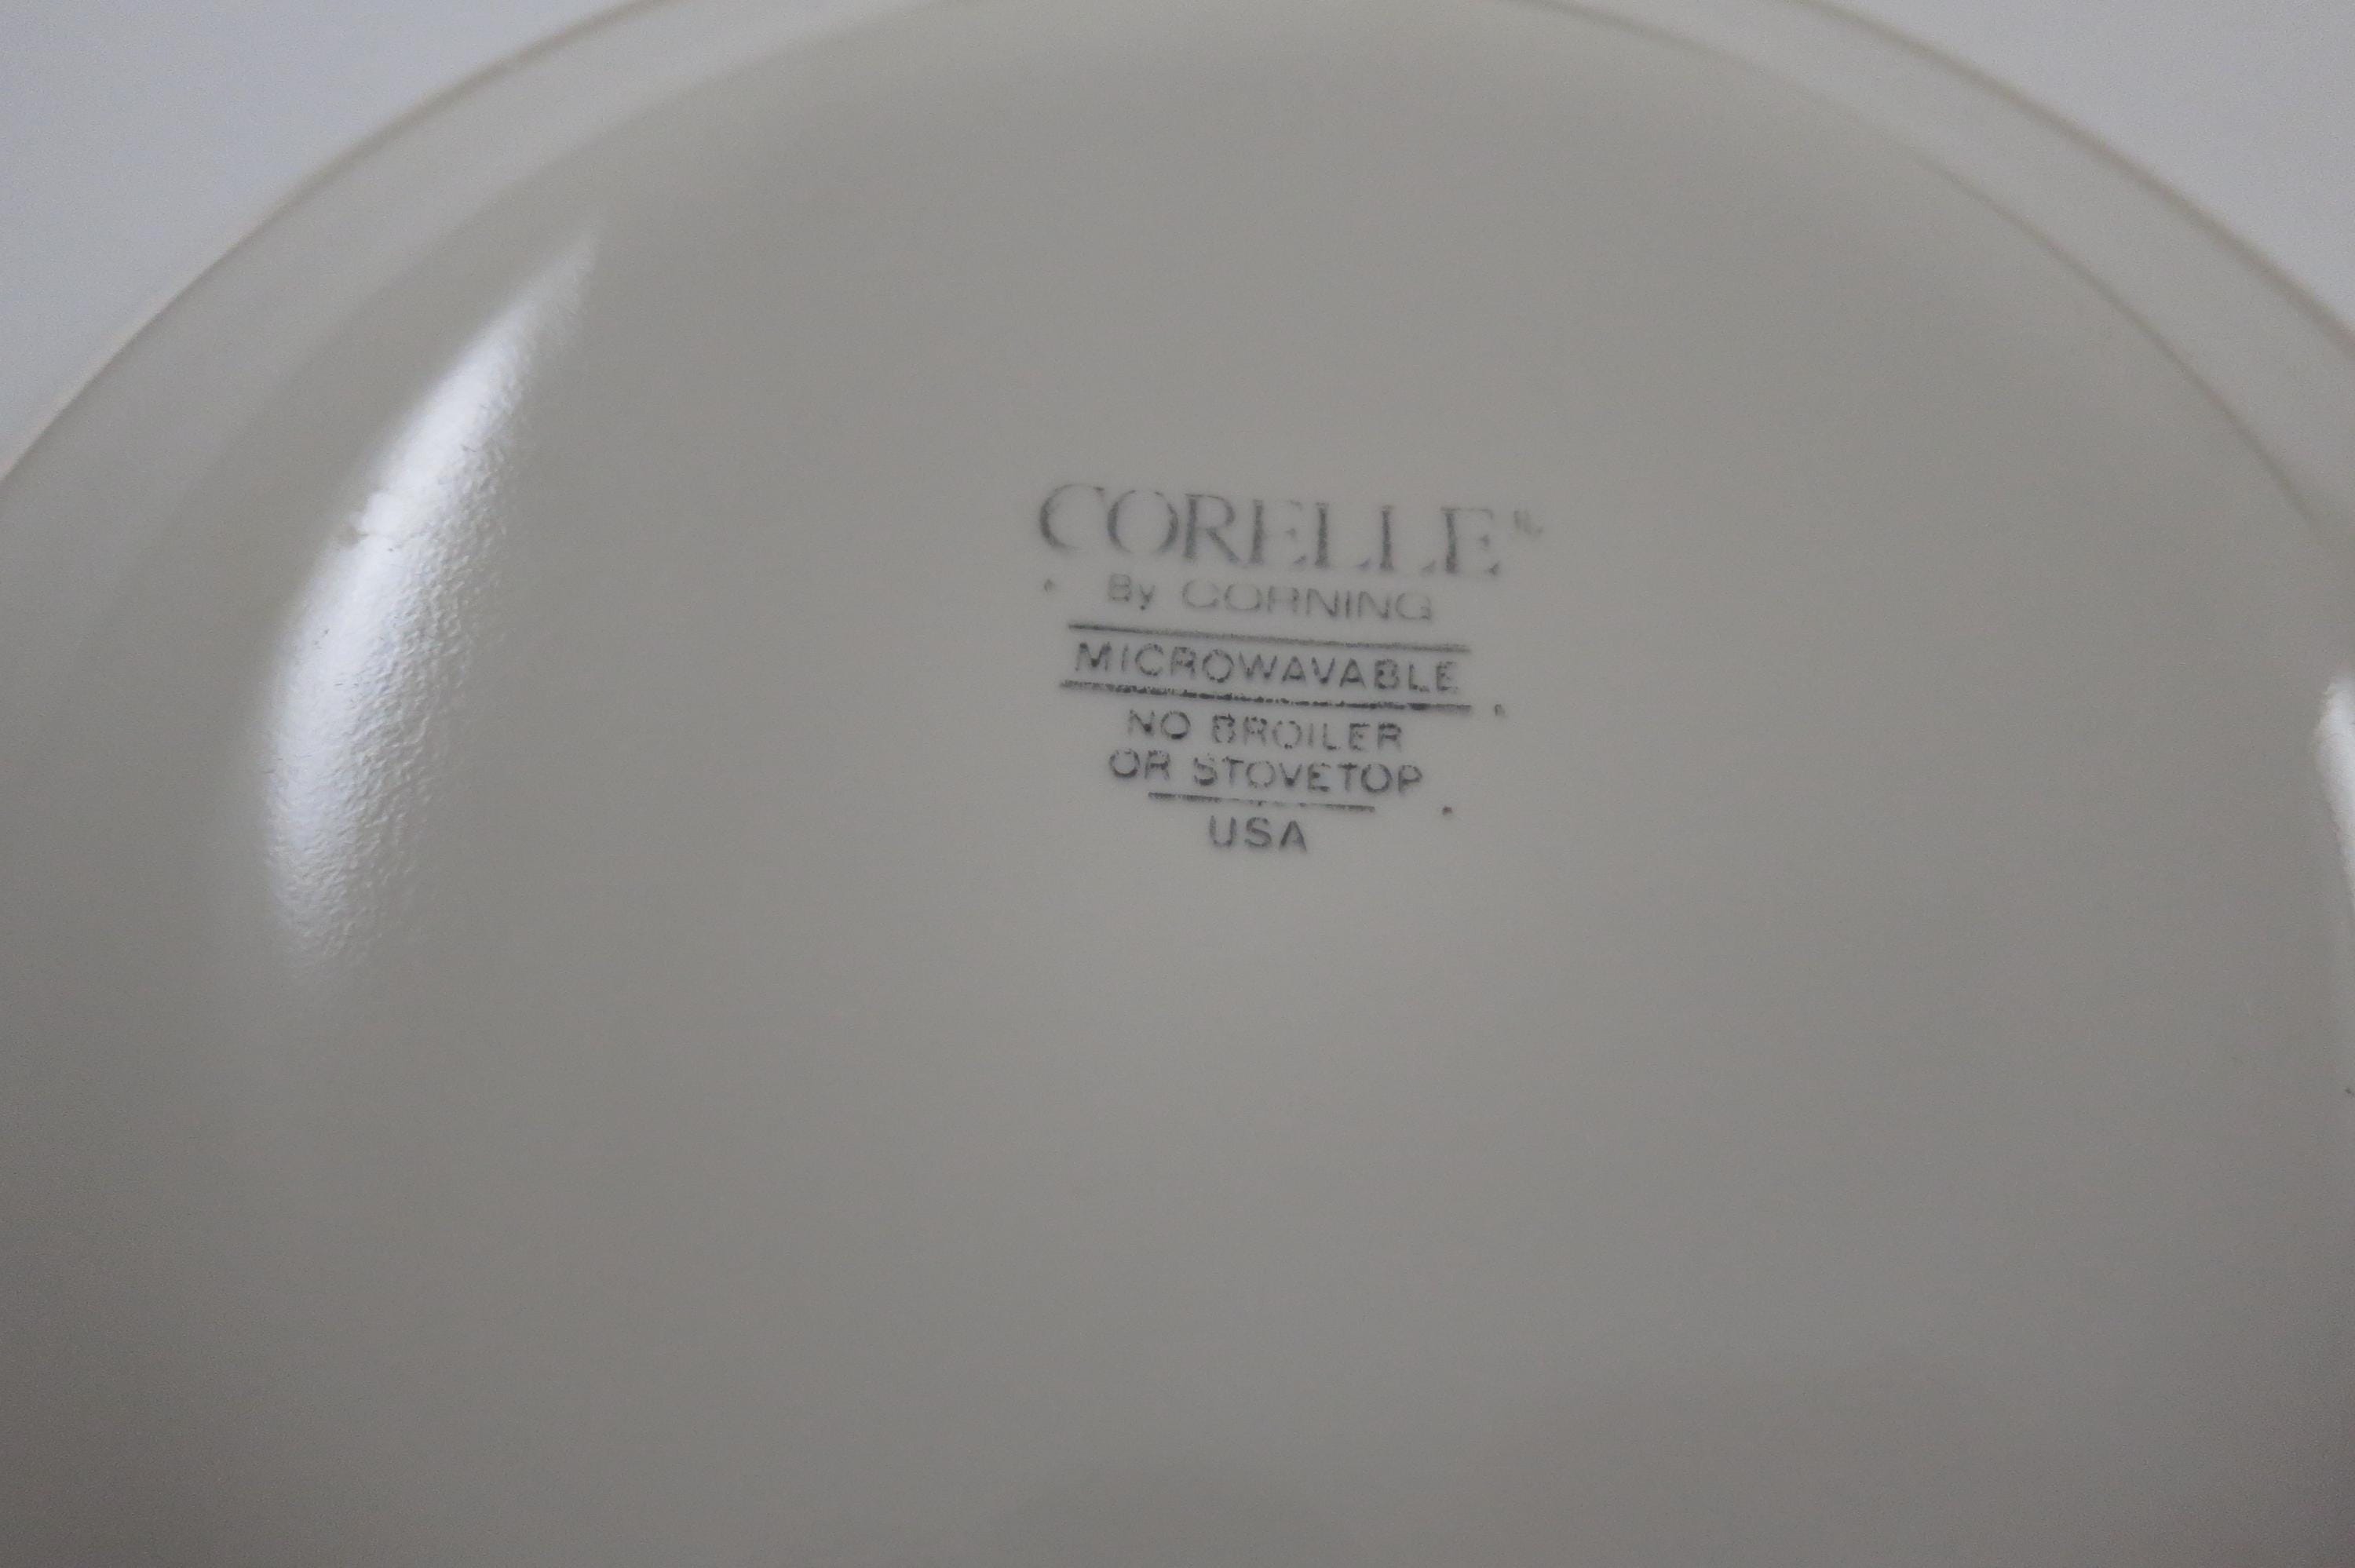 CORELLE®
By CORNING
MICROWAVABLE
NO BROILER
OR STOVETOP
USA